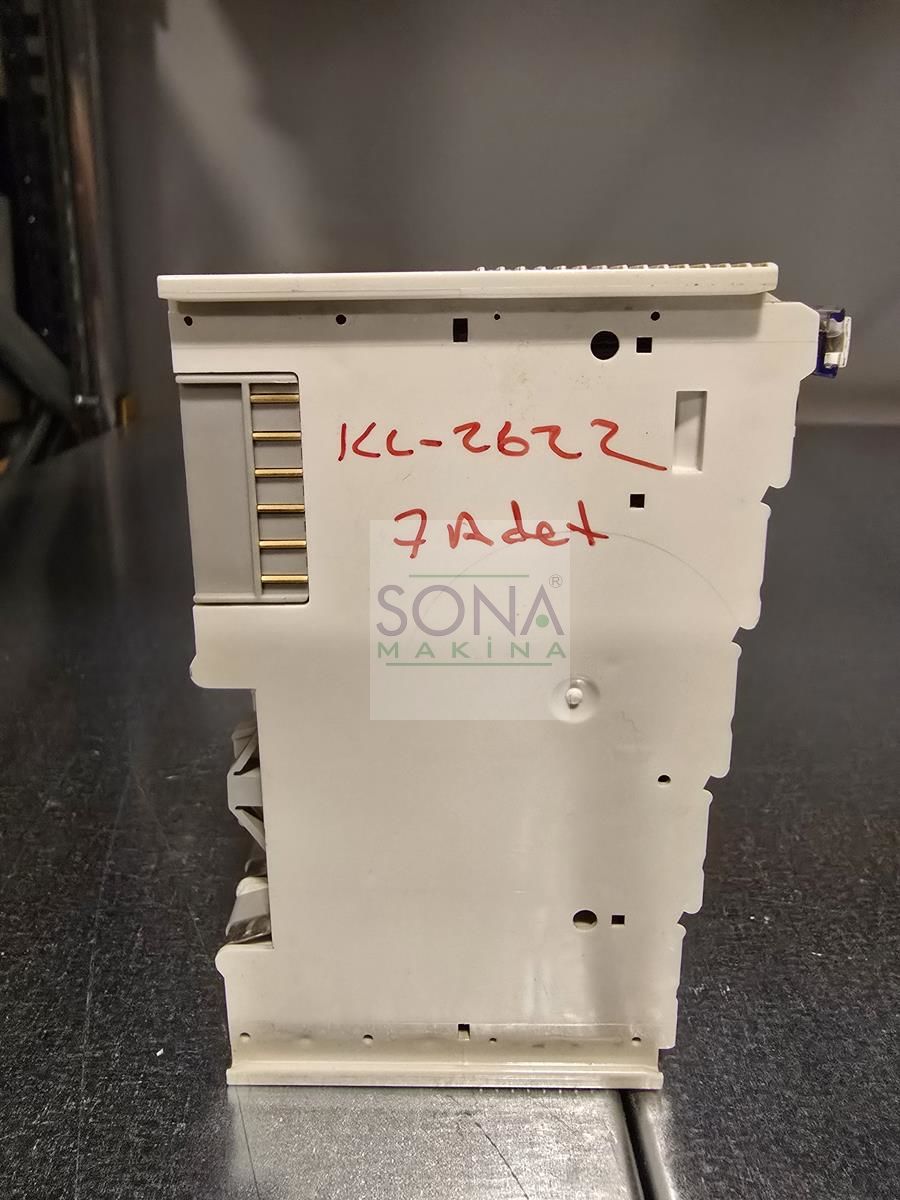 KL-2622
7 Adet
SONA®
MAKİNA